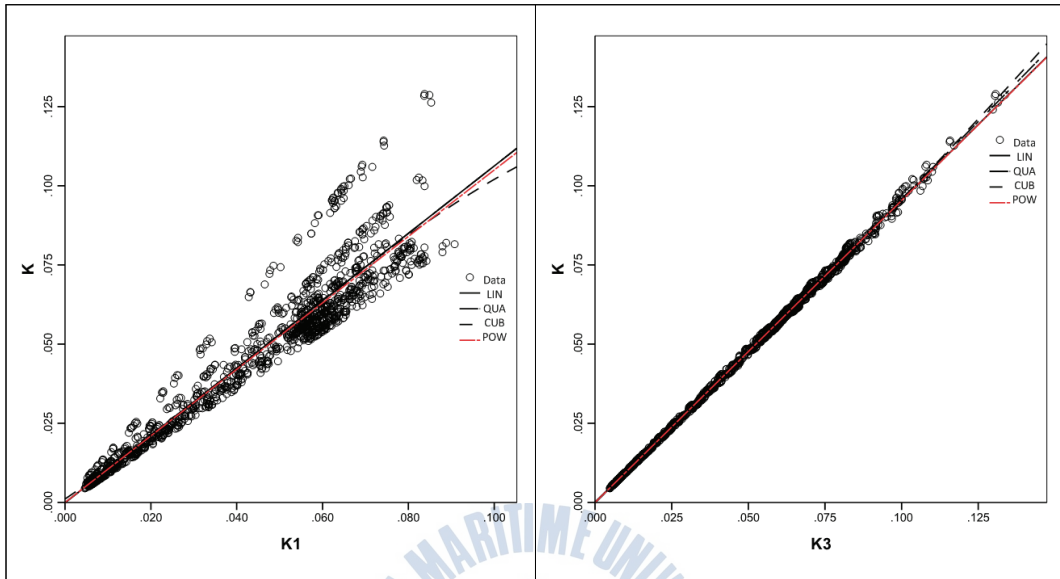 .125
.100
.075
.050
.025
.000
K
Data
LIN
QUA
CUB
POW
.000 .020 .040 .060 .080 .100
K1
.125
.100
.075
.050
.025
.000
K
Data
LIN
QUA
CUB
POW
.000 .025 .050 .075 .100 .125
K3
MARITIME